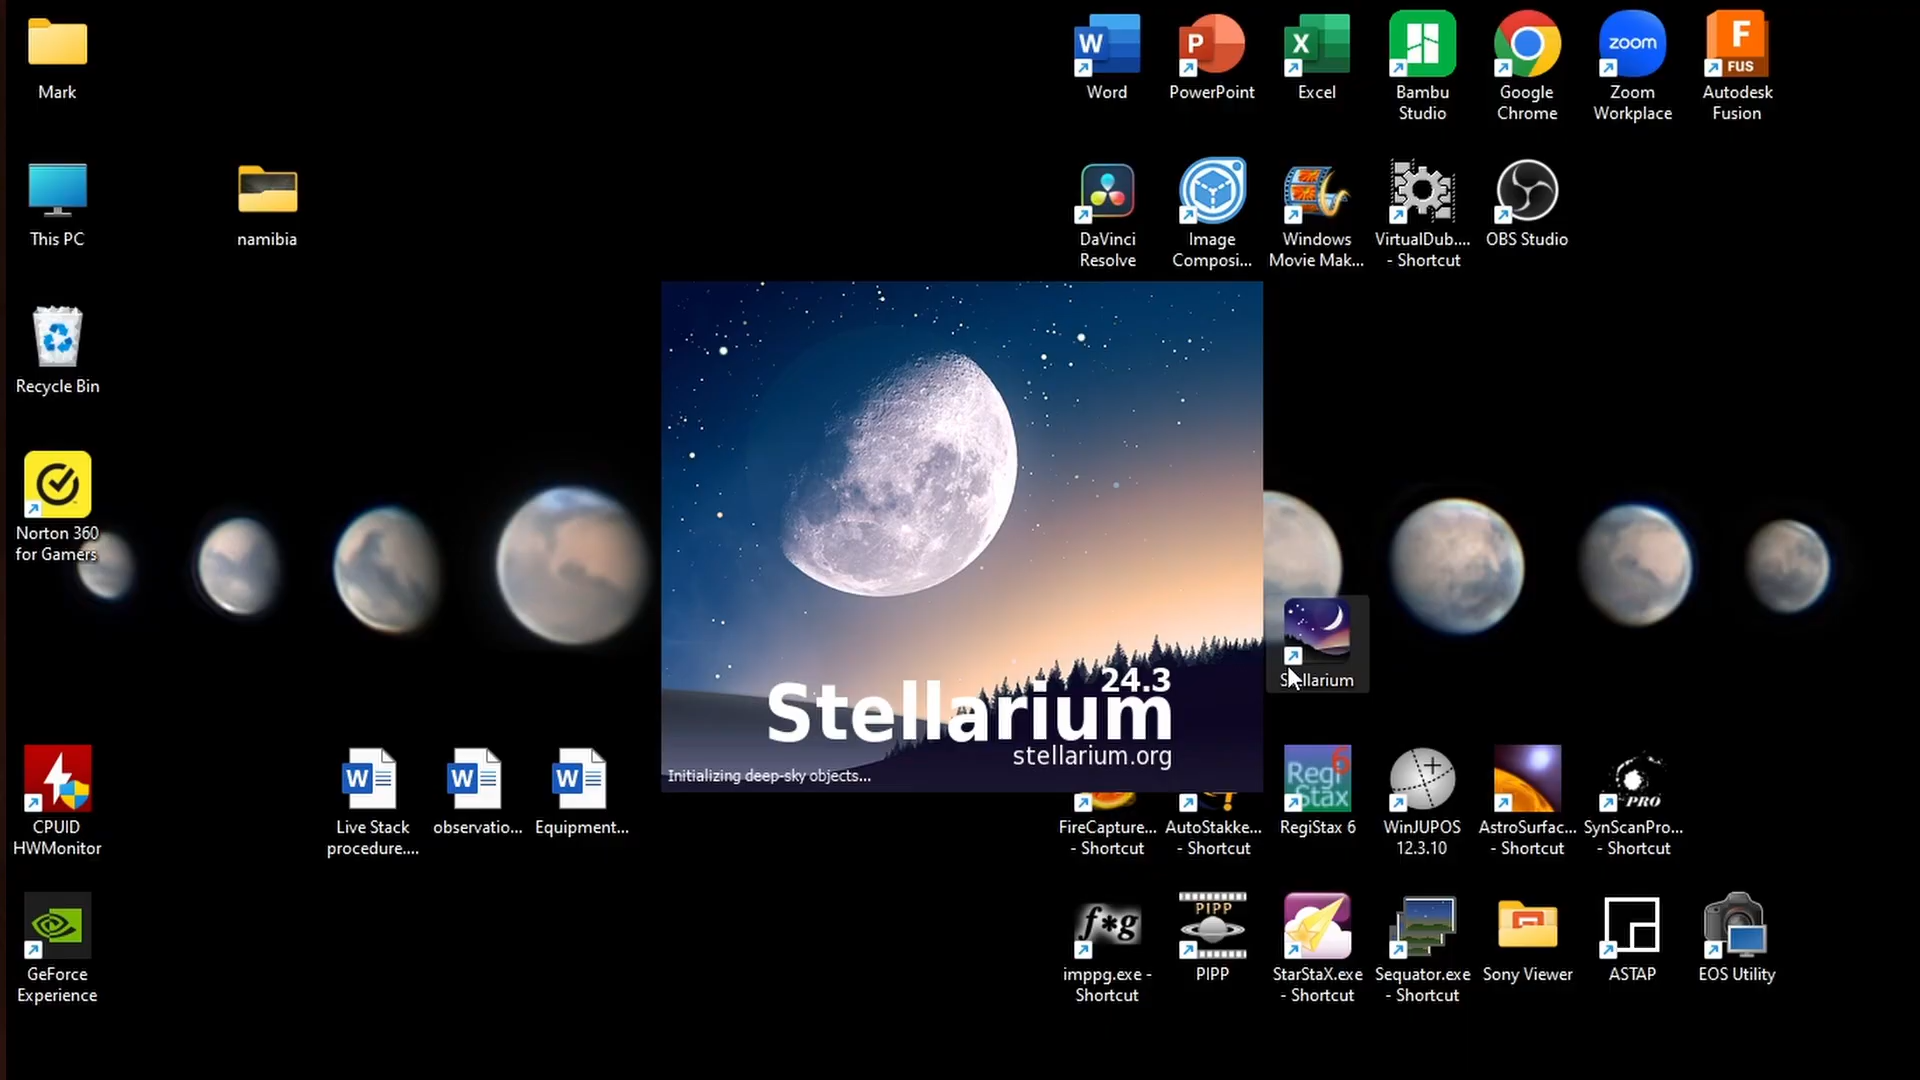 Mark
This PC
namibia
Recycle Bin
Norton 360
for Gamers
CPUID
HWMonitor
GeForce
Experience
W
Live Stack
procedure....
W
observatio...
W
Equipment...
W
Word
P
PowerPoint
X
Excel
Bambu
Studio
Google
Chrome
zoom
Zoom
Workplace
F
FUS
Autodesk
Fusion
DaVinci
Resolve
Image
Composi...
Windows
Movie Mak...
VirtualDub....
- Shortcut
OBS Studio
24.3
Stellarium
stellarium.org
Initializing deep-sky objects...
Stellarium
FireCapture...
- Shortcut
AutoStakke...
- Shortcut
6
Regi
Stax
RegiStax 6
WinJUPOS
12.3.10
AstroSurfac...
- Shortcut
PRO
SynScanPro...
- Shortcut
f*g
imppg.exe -
Shortcut
PIPP
PIPP
StarStaX.exe
- Shortcut
Sequator.exe
- Shortcut
Sony Viewer
ASTAP
EOS Utility